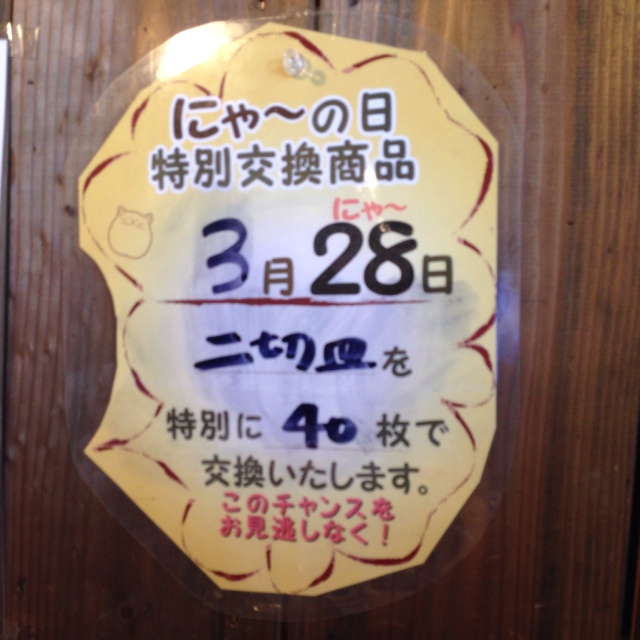 にゃ〜の日
特別交換商品
にゃ〜
3月28日
二切皿を
特別に 40 枚で
交換いたします。
このチャンスを
お見逃しなく!